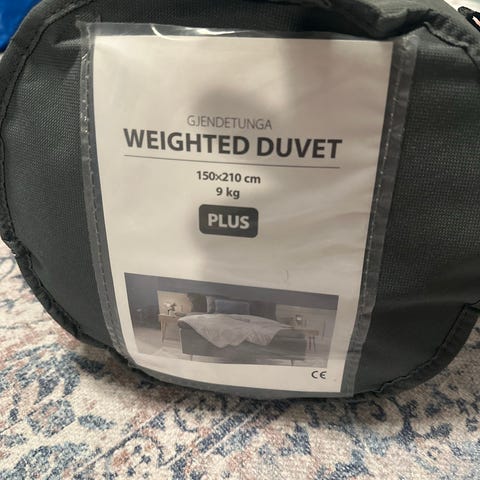 GJENDETUNGA
WEIGHTED DUVET
150×210 cm
9 kg
PLUS
CE